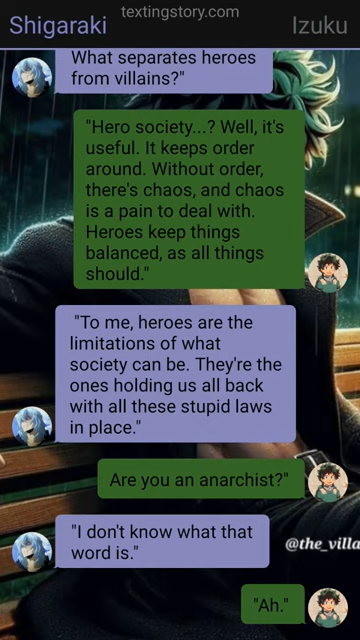 textingstory.com
Shigaraki
Izuku
What separates heroes
from villains?"
"Hero society...? Well, it's
useful. It keeps order
around. Without order,
there's chaos, and chaos
is a pain to deal with.
Heroes keep things
balanced, as all things
should."
"To me, heroes are the
limitations of what
society can be. They're the
ones holding us all back
with all these stupid laws
in place."
Are you an anarchist?"
"I don't know what that
word is."
@the_villa
"Ah."